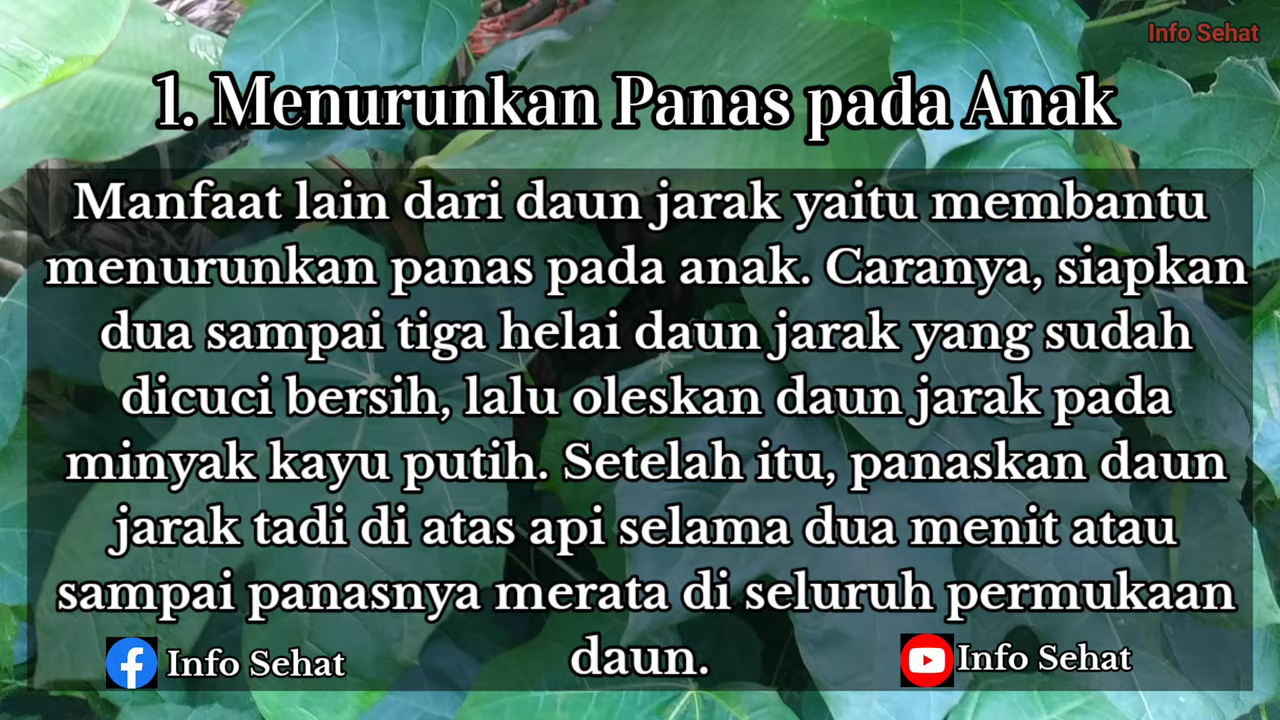 Info Sehat
1. Menurunkan Panas pada Anak
Manfaat lain dari daun jarak yaitu membantu
menurunkan panas pada anak. Caranya, siapkan
dua sampai tiga helai daun jarak yang sudah
dicuci bersih, lalu oleskan daun jarak pada
minyak kayu putih. Setelah itu, panaskan daun
jarak tadi di atas api selama dua menit atau
sampai panasnya merata di seluruh permukaan
daun.
Info Sehat
Info Sehat